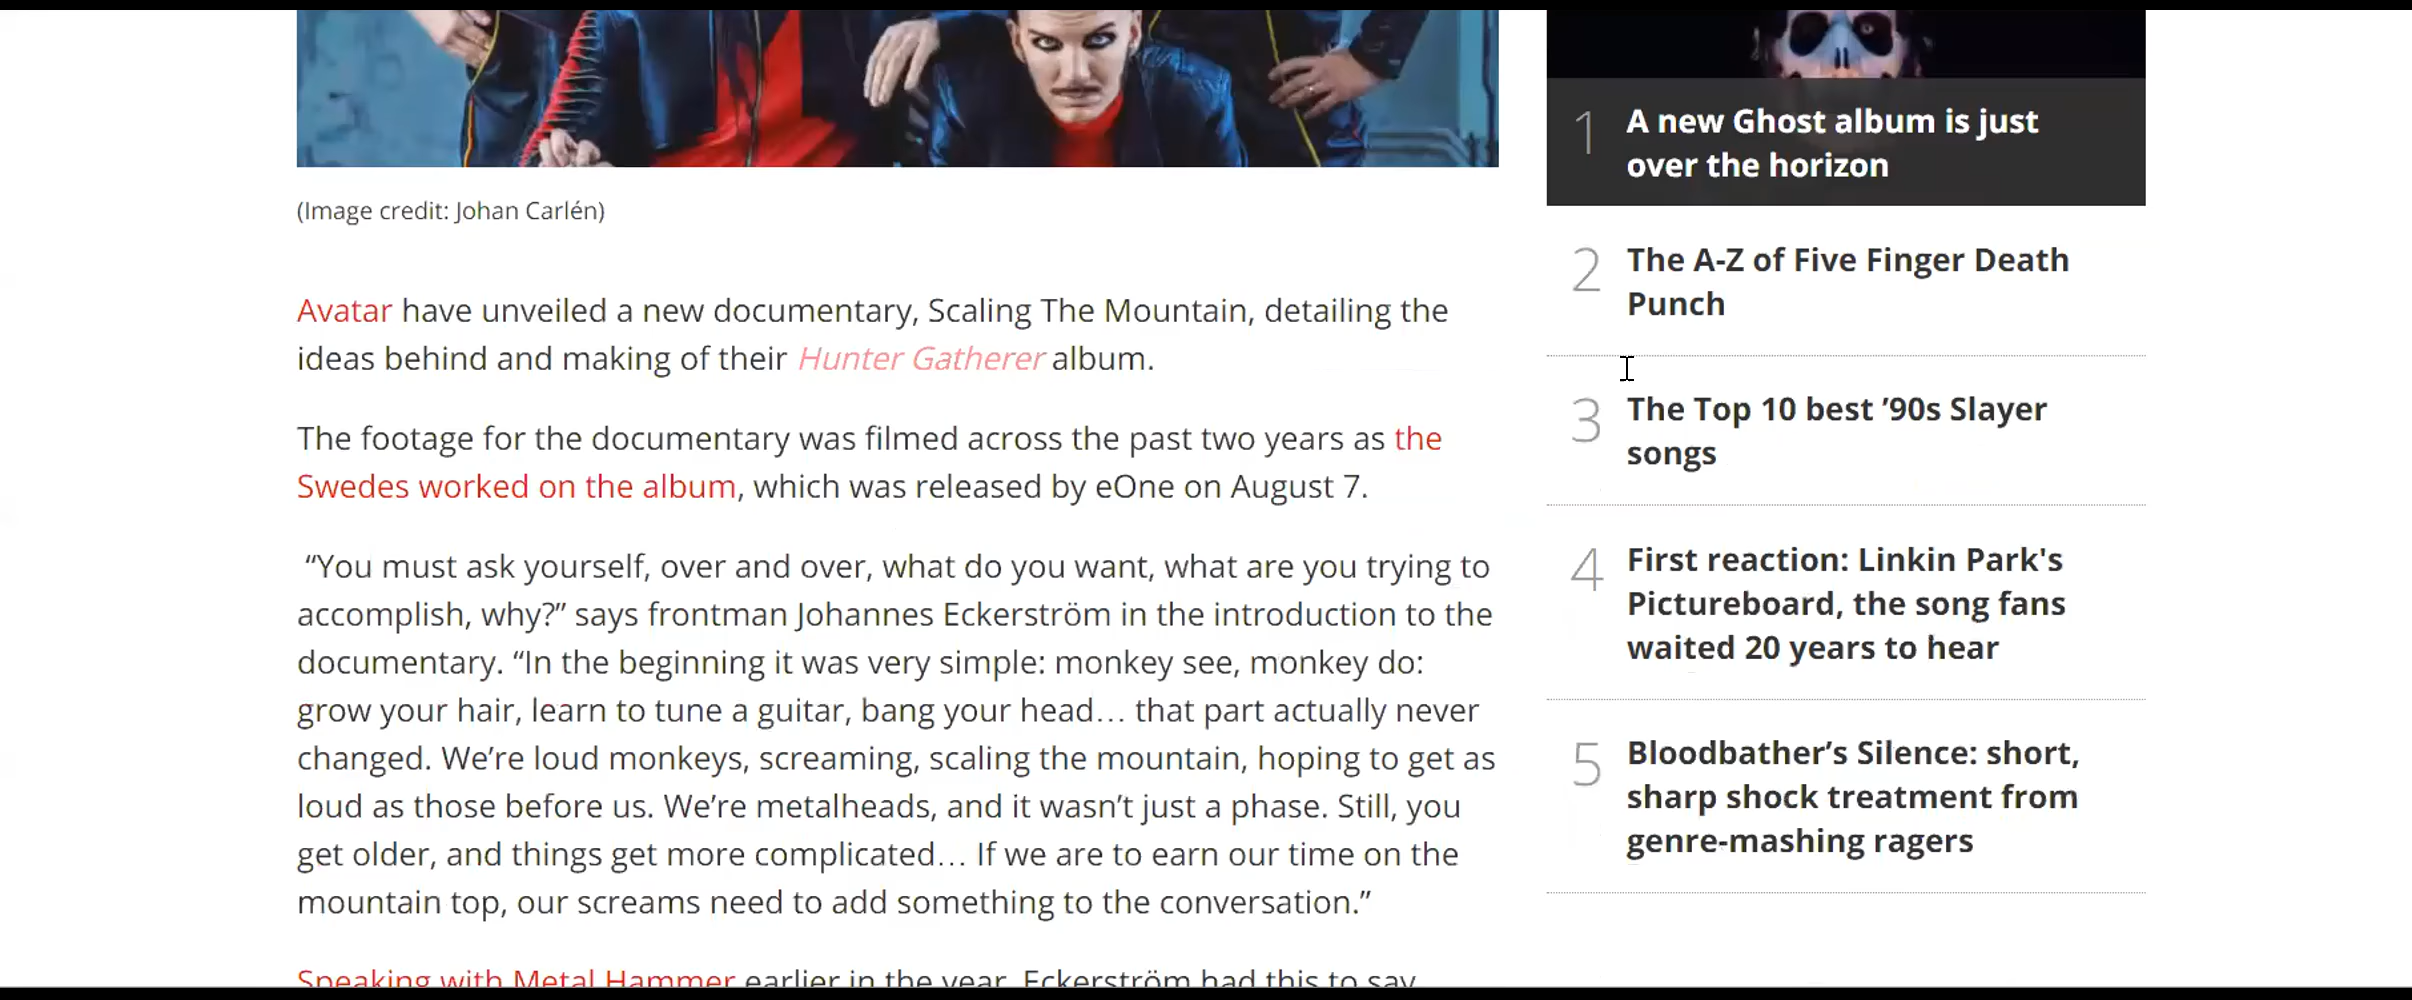 (Image credit: Johan Carlén)
Avatar have unveiled a new documentary, Scaling The Mountain, detailing the
ideas behind and making of their Hunter Gatherer album.
The footage for the documentary was filmed across the past two years as the
Swedes worked on the album, which was released by eOne on August 7.
“You must ask yourself, over and over, what do you want, what are you trying to
accomplish, why?” says frontman Johannes Eckerström in the introduction to the
documentary. “In the beginning it was very simple: monkey see, monkey do:
grow your hair, learn to tune a guitar, bang your head… that part actually never
changed. We’re loud monkeys, screaming, scaling the mountain, hoping to get as
loud as those before us. We’re metalheads, and it wasn’t just a phase. Still, you
get older, and things get more complicated… If we are to earn our time on the
mountain top, our screams need to add something to the conversation.”
Speaking with Metal Hammer earlier in the year, Eckerström had this to say
1 A new Ghost album is just
over the horizon
2 The A-Z of Five Finger Death
Punch
3 The Top 10 best ’90s Slayer
songs
4 First reaction: Linkin Park's
Pictureboard, the song fans
waited 20 years to hear
5 Bloodbather’s Silence: short,
sharp shock treatment from
genre-mashing ragers